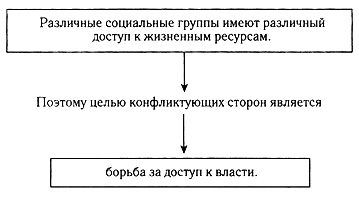 Различные социальные группы имеют различный
доступ к жизненным ресурсам.
Поэтому целью конфликтующих сторон является
борьба за доступ к власти.